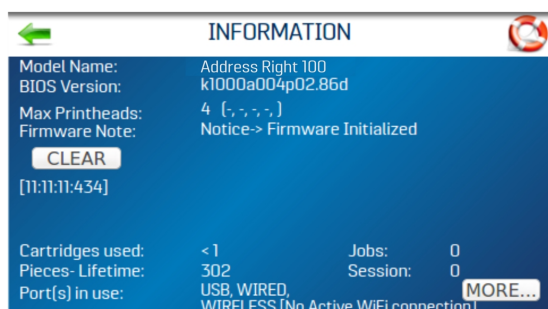 INFORMATION
Model Name: Address Right 100
BIOS Version: k1000a004p02.86d
Max Printheads: 4 (-, -, -, -, )
Firmware Note: Notice-> Firmware Initialized
CLEAR
[11:11:11:434]
Cartridges used: <1 Jobs: 0
Pieces- Lifetime: 302 Session: 0
Port(s) in use: USB, WIRED, MORE...
WIRELESS [No Active WiFi connection]